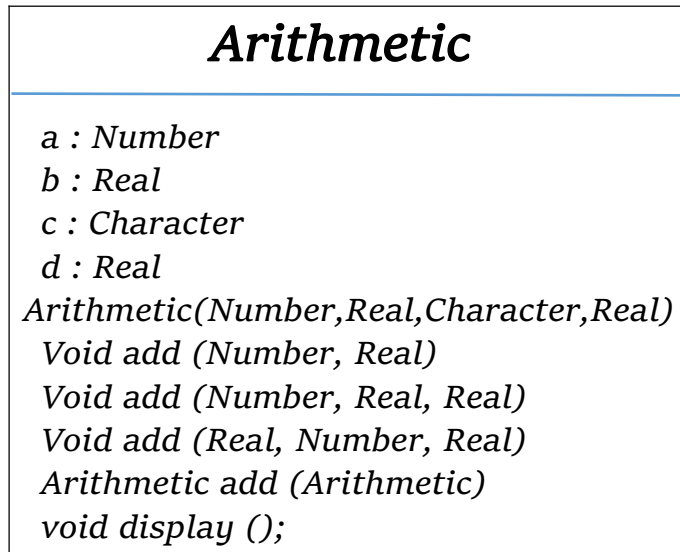 Arithmetic
a : Number
b : Real
c : Character
d : Real
Arithmetic(Number,Real,Character,Real)
Void add (Number, Real)
Void add (Number, Real, Real)
Void add (Real, Number, Real)
Arithmetic add (Arithmetic)
void display ();